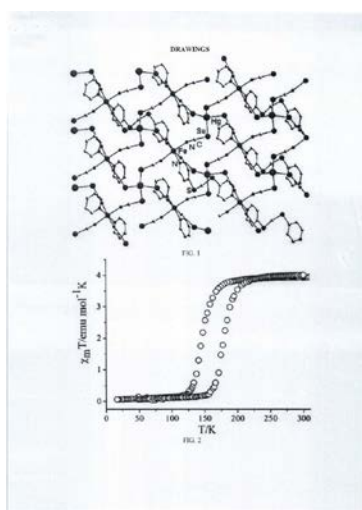 DRAWINGS
Hg
Se
C
N
Fe
N
S
FIG. 1
χmT/emu mol⁻¹K
4
3
2
1
0
0 50 100 150 200 250 300
T/K
FIG. 2